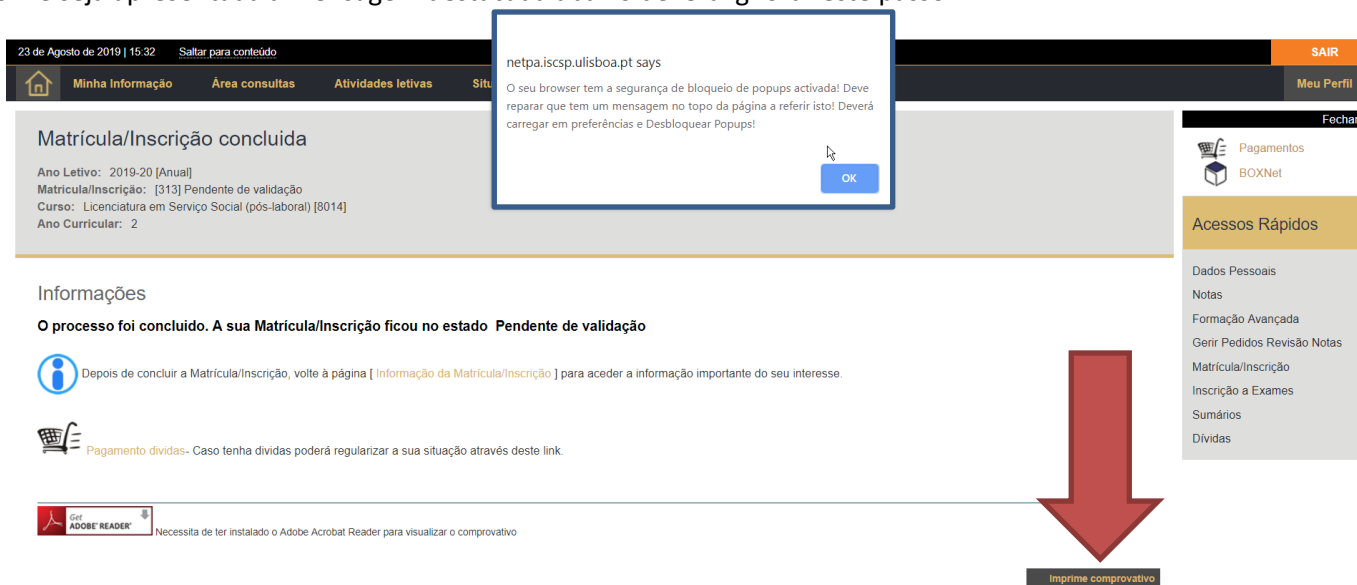 23 de Agosto de 2019 | 15:32 Saltar para conteúdo
SAIR
Minha Informação Área consultas Atividades letivas Situ
Meu Perfil
netpa.iscsp.ulisboa.pt says
O seu browser tem a segurança de bloqueio de popups activada! Deve
reparar que tem um mensagem no topo da página a referir isto! Deverá
carregar em preferências e Desbloquear Popups!
OK
Matrícula/Inscrição concluida
Ano Letivo: 2019-20 [Anual]
Matricula/Inscrição: [313] Pendente de validação
Curso: Licenciatura em Serviço Social (pós-laboral) [8014]
Ano Curricular: 2
Informações
O processo foi concluido. A sua Matrícula/Inscrição ficou no estado Pendente de validação
Depois de concluir a Matrícula/Inscrição, volte à página [ Informação da Matrícula/Inscrição ] para aceder a informação importante do seu interesse.
Pagamento dividas- Caso tenha dividas poderá regularizar a sua situação através deste link.
Get
ADOBE® READER®
Necessita de ter instalado o Adobe Acrobat Reader para visualizar o comprovativo
Imprime comprovativo
Fechar
Pagamentos
BOXNet
Acessos Rápidos
Dados Pessoais
Notas
Formação Avançada
Gerir Pedidos Revisão Notas
Matrícula/Inscrição
Inscrição a Exames
Sumários
Dívidas